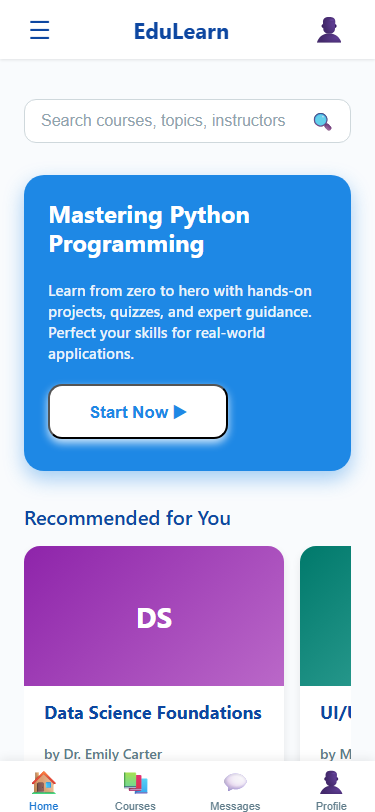 ☰ EduLearn
Search courses, topics, instructors
Mastering Python
Programming
Learn from zero to hero with hands-on
projects, quizzes, and expert guidance.
Perfect your skills for real-world
applications.
Start Now ▶
Recommended for You
DS
Data Science Foundations
UI/U
by Dr. Emily Carter
by M
Home Courses Messages Profile